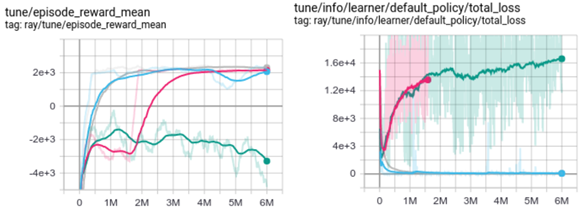 tune/episode_reward_mean
tag: ray/tune/episode_reward_mean
2e+3
0
-2e+3
-4e+3
0 1M 2M 3M 4M 5M 6M
tune/info/learner/default_policy/total_loss
tag: ray/tune/info/learner/default_policy/total_loss
1.6e+4
1.2e+4
8e+3
4e+3
0
0 1M 2M 3M 4M 5M 6M